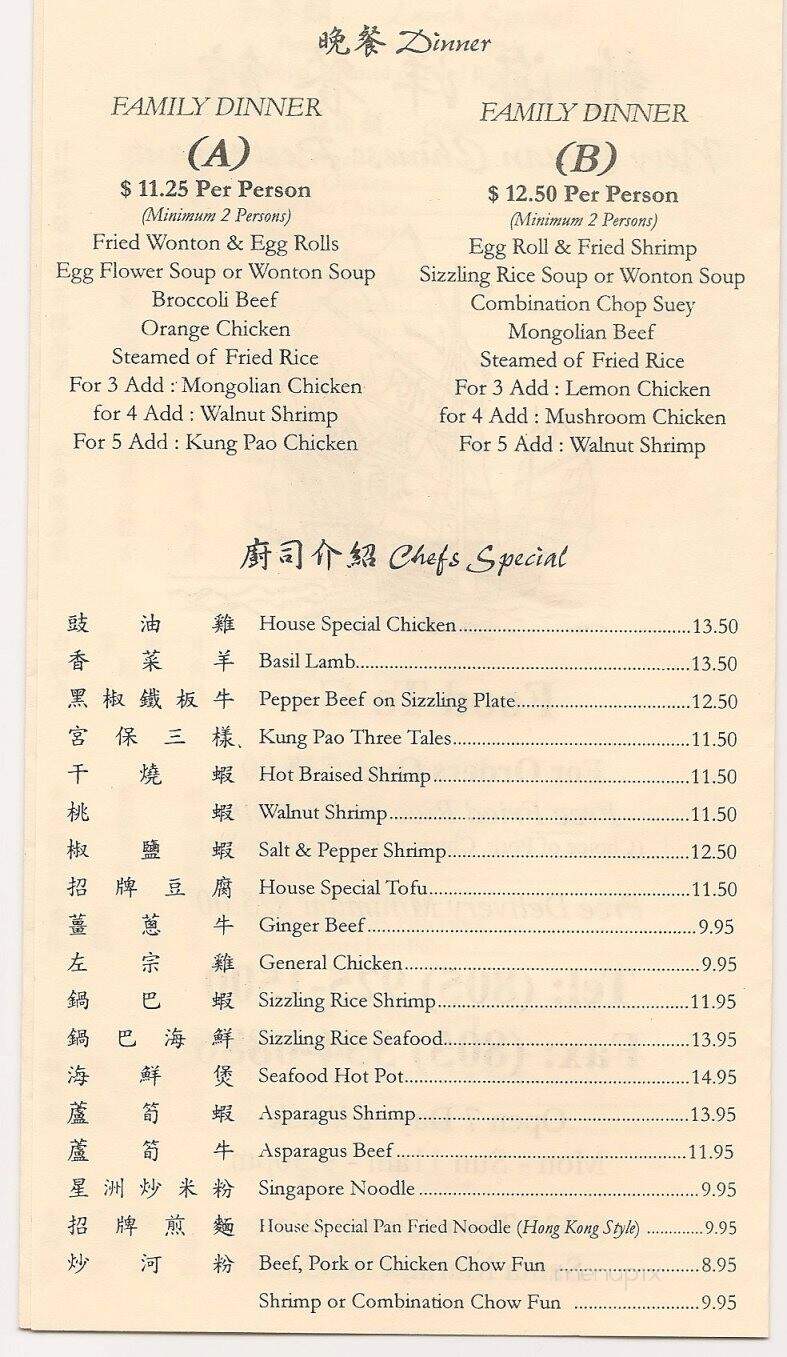 晚餐 Dinner
FAMILY DINNER
(A)
$ 11.25 Per Person
(Minimum 2 Persons)
Fried Wonton & Egg Rolls
Egg Flower Soup or Wonton Soup
Broccoli Beef
Orange Chicken
Steamed of Fried Rice
For 3 Add : Mongolian Chicken
for 4 Add : Walnut Shrimp
For 5 Add : Kung Pao Chicken
FAMILY DINNER
(B)
$ 12.50 Per Person
(Minimum 2 Persons)
Egg Roll & Fried Shrimp
Sizzling Rice Soup or Wonton Soup
Combination Chop Suey
Mongolian Beef
Steamed of Fried Rice
For 3 Add : Lemon Chicken
for 4 Add : Mushroom Chicken
For 5 Add : Walnut Shrimp
廚司介紹 Chefs Special
豉油雞 House Special Chicken 13.50
香菜羊 Basil Lamb 13.50
黑椒鐵板牛 Pepper Beef on Sizzling Plate 12.50
宮保三樣 Kung Pao Three Tales 11.50
干燒蝦 Hot Braised Shrimp 11.50
桃蝦 Walnut Shrimp 11.50
椒鹽蝦 Salt & Pepper Shrimp 12.50
招牌豆腐 House Special Tofu 11.50
薑蔥牛 Ginger Beef 9.95
左宗雞 General Chicken 9.95
鍋巴蝦 Sizzling Rice Shrimp 11.95
鍋巴海鮮 Sizzling Rice Seafood 13.95
海鮮煲 Seafood Hot Pot 14.95
蘆筍蝦 Asparagus Shrimp 13.95
蘆筍牛 Asparagus Beef 11.95
星洲炒米粉 Singapore Noodle 9.95
招牌煎麵 House Special Pan Fried Noodle (Hong Kong Style) 9.95
炒河粉 Beef, Pork or Chicken Chow Fun 8.95
menupix
Shrimp or Combination Chow Fun 9.95